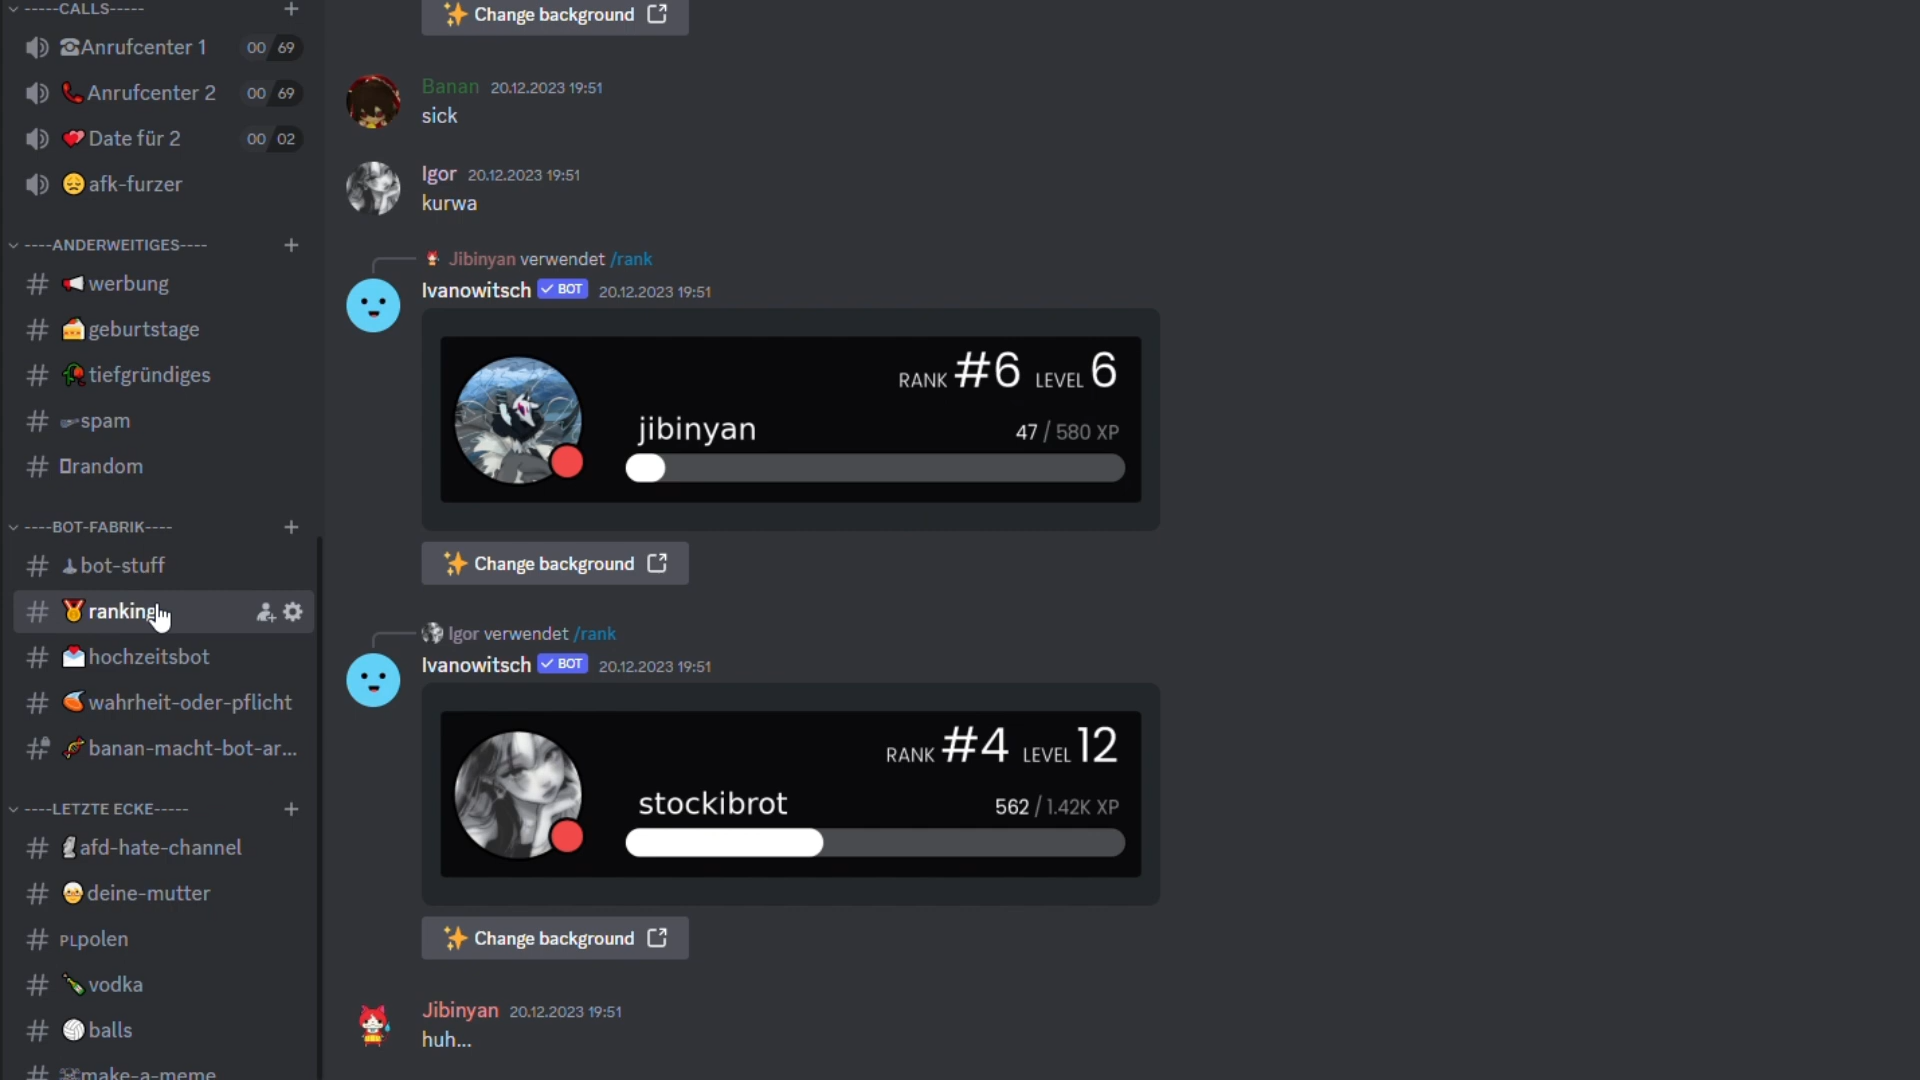 -----CALLS-----
Anrufcenter 1 00 69
Anrufcenter 2 00 69
Date für 2 00 02
afk-furzer
----ANDERWEITIGES----
werbung
geburtstage
tiefgründiges
spam
random
----BOT-FABRIK----
bot-stuff
ranking
hochzeitsbot
wahrheit-oder-pflicht
banan-macht-bot-ar...
----LETZTE ECKE-----
afd-hate-channel
deine-mutter
PLpolen
vodka
balls
make-a-meme
Change background
Banan 20.12.2023 19:51
sick
Igor 20.12.2023 19:51
kurwa
Jibinyan verwendet /rank
Ivanowitsch BOT 20.12.2023 19:51
RANK #6 LEVEL 6
jibinyan 47 / 580 XP
Change background
Igor verwendet /rank
Ivanowitsch BOT 20.12.2023 19:51
RANK #4 LEVEL 12
stockibrot 562 / 1.42K XP
Change background
Jibinyan 20.12.2023 19:51
huh...